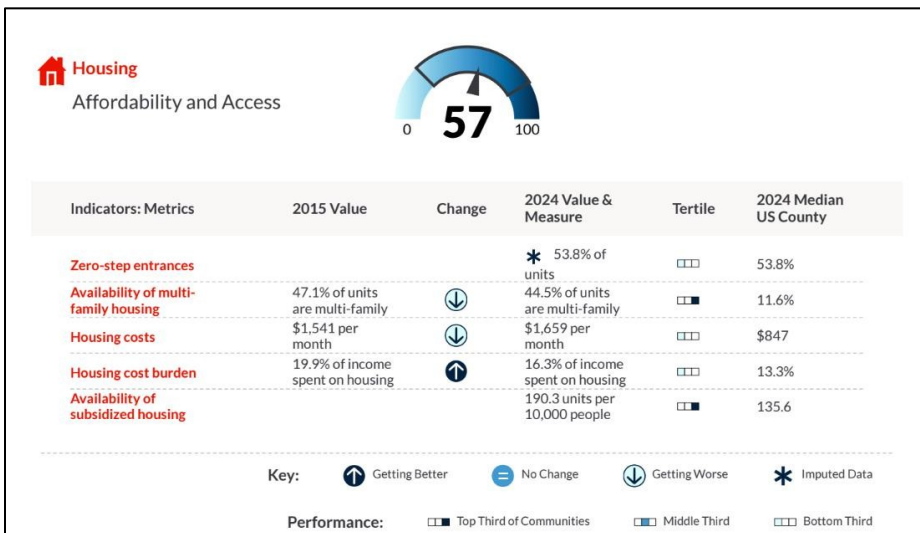 Housing
Affordability and Access
0 57 100
Indicators: Metrics 2015 Value Change 2024 Value & Measure Tertile 2024 Median US County
Zero-step entrances 53.8% of units 53.8%
Availability of multi-family housing 47.1% of units are multi-family 44.5% of units are multi-family 11.6%
Housing costs $1,541 per month $1,659 per month $847
Housing cost burden 19.9% of income spent on housing 16.3% of income spent on housing 13.3%
Availability of subsidized housing 190.3 units per 10,000 people 135.6
Key: Getting Better No Change Getting Worse Imputed Data
Performance: Top Third of Communities Middle Third Bottom Third